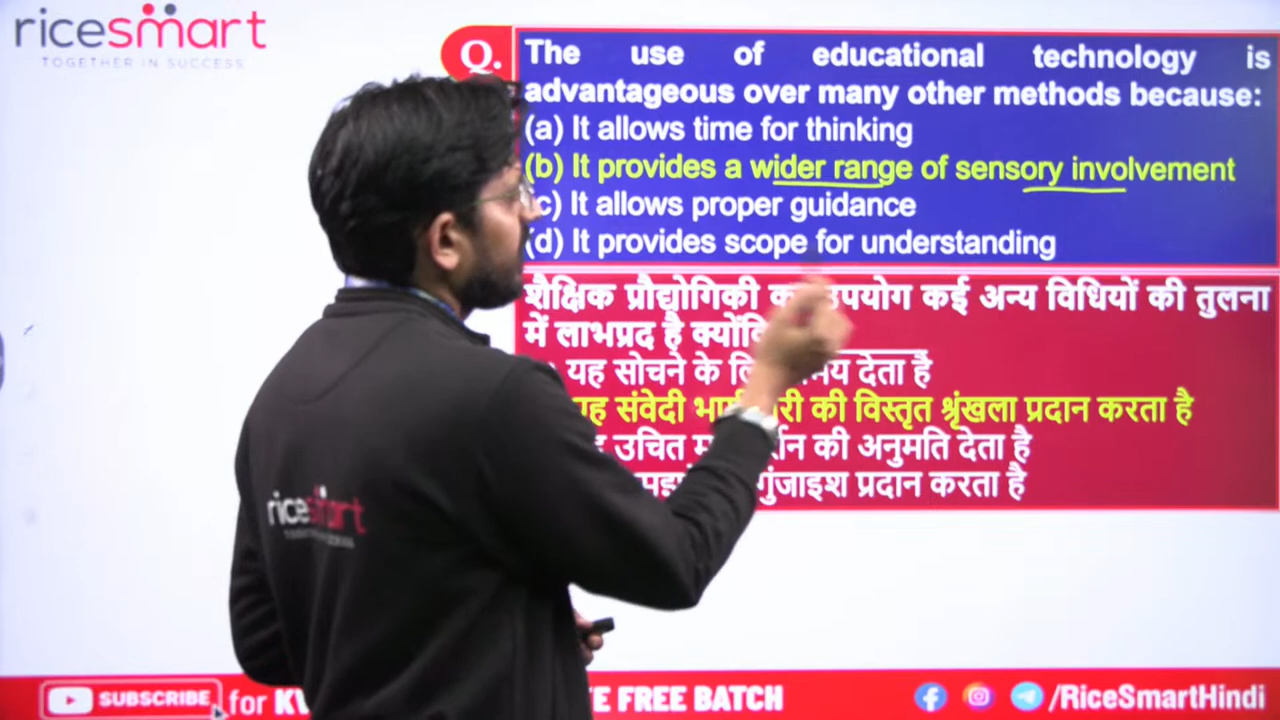 ricesmart
TOGETHER IN SUCCESS
Q.
The use of educational technology is
advantageous over many other methods because:
(a) It allows time for thinking
(b) It provides a wider range of sensory involvement
(c) It allows proper guidance
(d) It provides scope for understanding
शैक्षिक प्रौद्योगिकी का उपयोग कई अन्य विधियों की तुलना
में लाभप्रद है
यह सोचने के देता है
यह संवेदी की विस्तृत श्रृंखला प्रदान करता है
उचित की अनुमति देता है
गुंजाइश प्रदान करता है
ricesmart
SUBSCRIBE for FREE BATCH /RiceSmartHindi